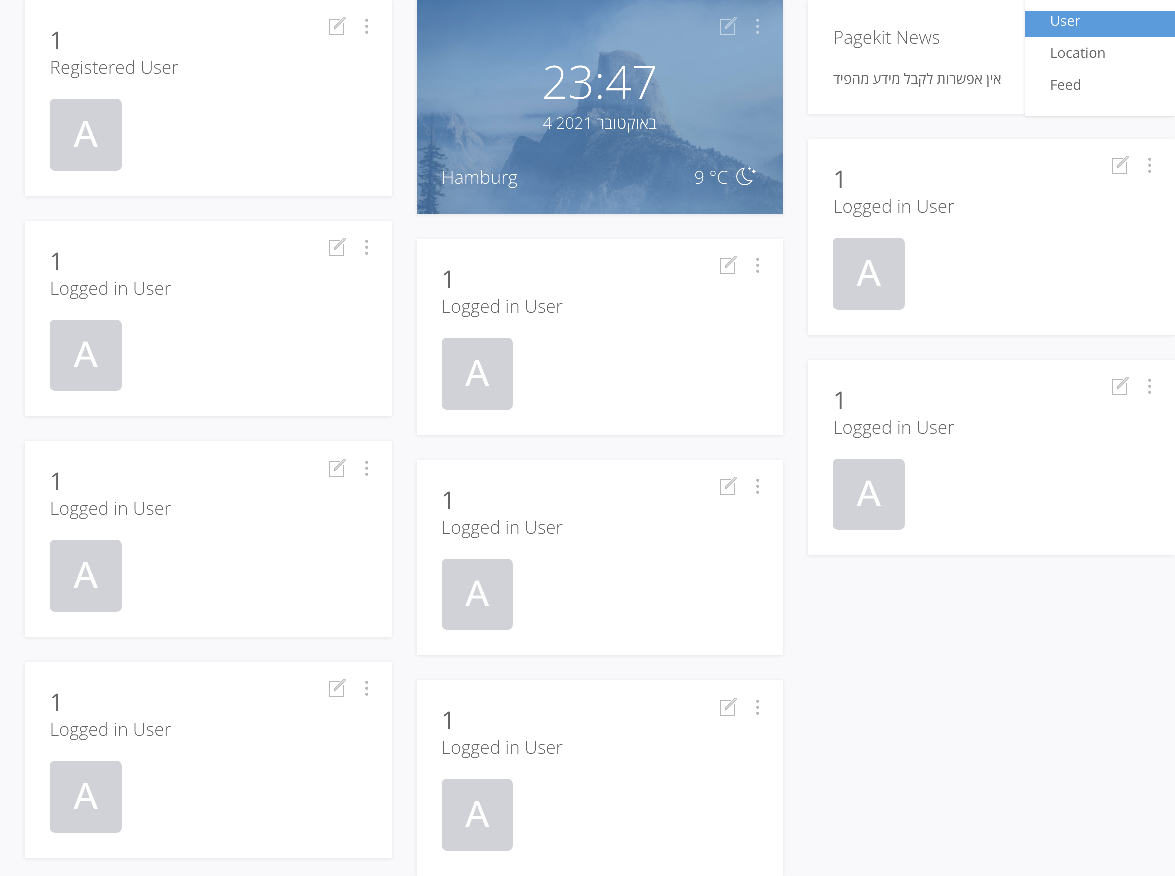 1
Registered User
A
1
Logged in User
A
1
Logged in User
A
1
Logged in User
A
23:47
4 באוקטובר 2021
Hamburg
9 °C
1
Logged in User
A
1
Logged in User
A
1
Logged in User
A
Pagekit News
אין אפשרות לקבל מידע מהפיד
User
Location
Feed
1
Logged in User
A
1
Logged in User
A